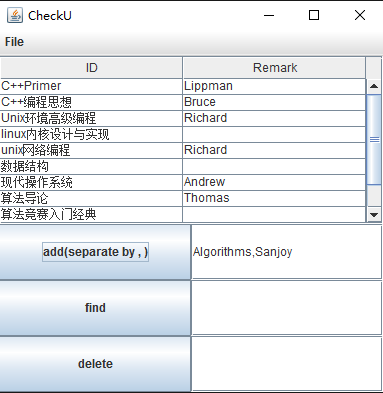 CheckU
File
ID Remark
C++Primer Lippman
C++编程思想 Bruce
Unix环境高级编程 Richard
linux内核设计与实现
unix网络编程 Richard
数据结构
现代操作系统 Andrew
算法导论 Thomas
算法竞赛入门经典
add(separate by , ) Algorithms,Sanjoy
find
delete